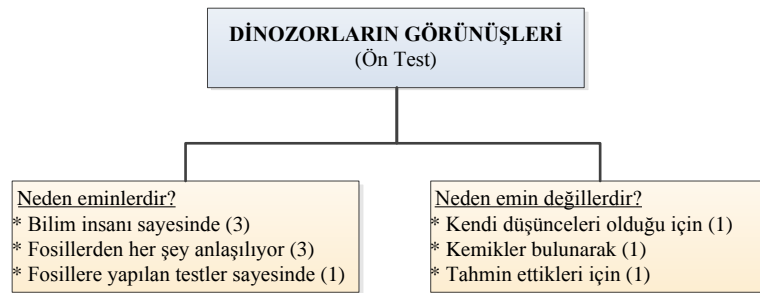 DİNOZORLARIN GÖRÜNÜŞLERİ
(Ön Test)
Neden eminlerdir?
* Bilim insanı sayesinde (3)
* Fosillerden her şey anlaşılıyor (3)
* Fosillere yapılan testler sayesinde (1)
Neden emin değillerdir?
* Kendi düşünceleri olduğu için (1)
* Kemikler bulunarak (1)
* Tahmin ettikleri için (1)